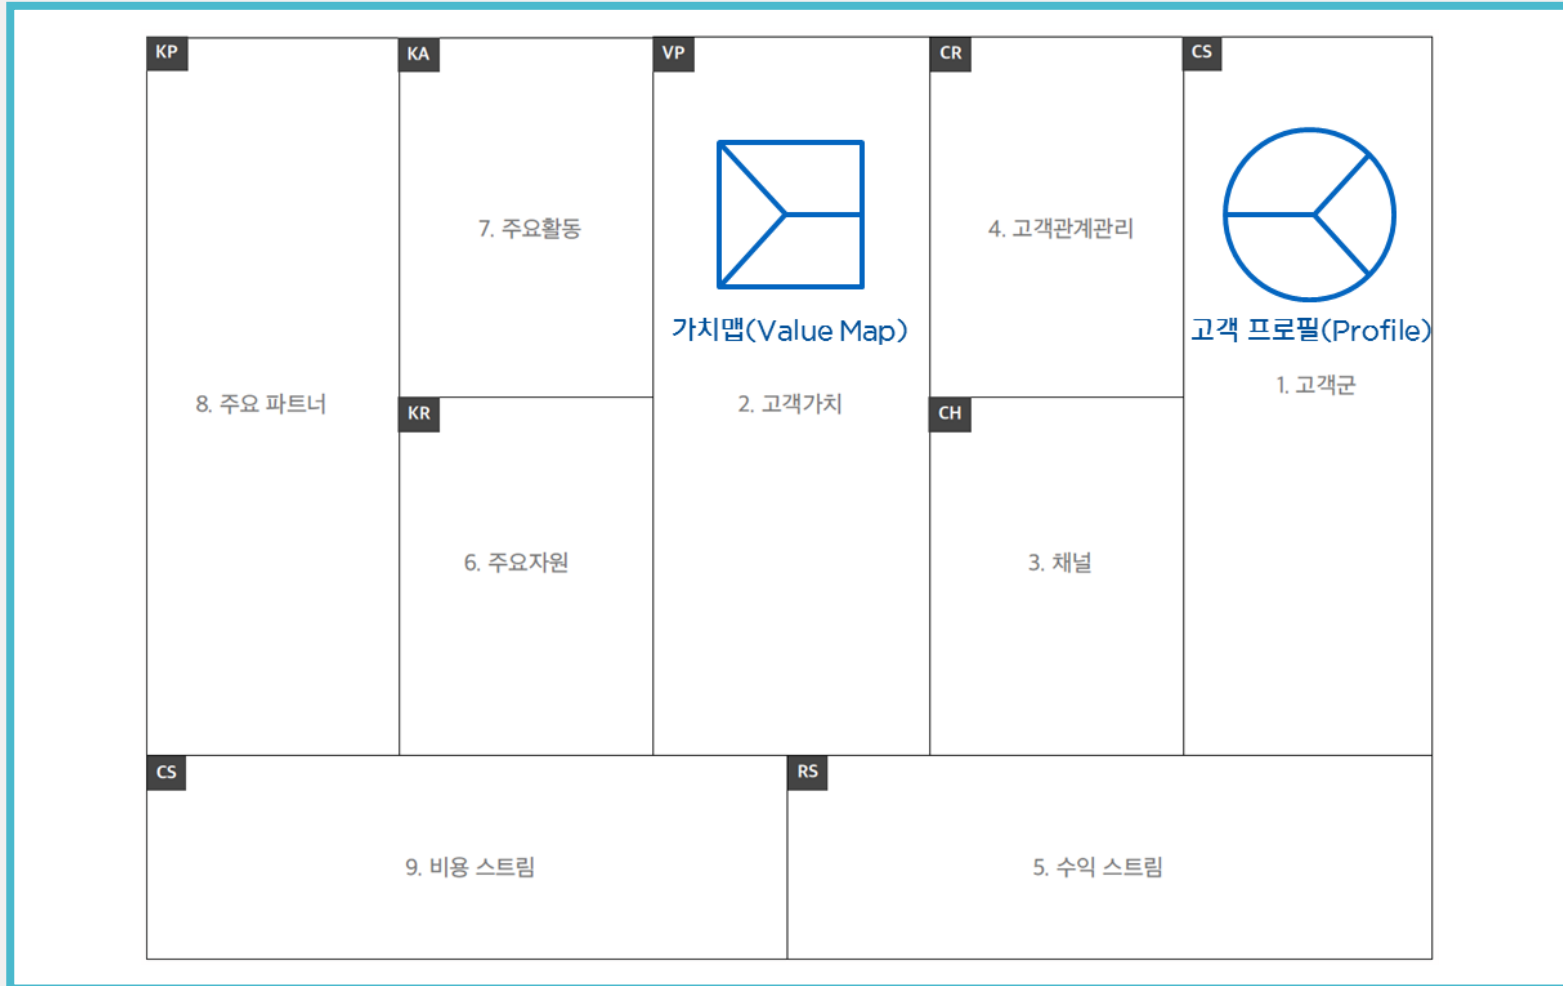 KP
8. 주요 파트너
KA
7. 주요활동
KR
6. 주요자원
VP
가치맵(Value Map)
2. 고객가치
CR
4. 고객관계관리
CH
3. 채널
CS
고객 프로필(Profile)
1. 고객군
CS
9. 비용 스트림
RS
5. 수익 스트림